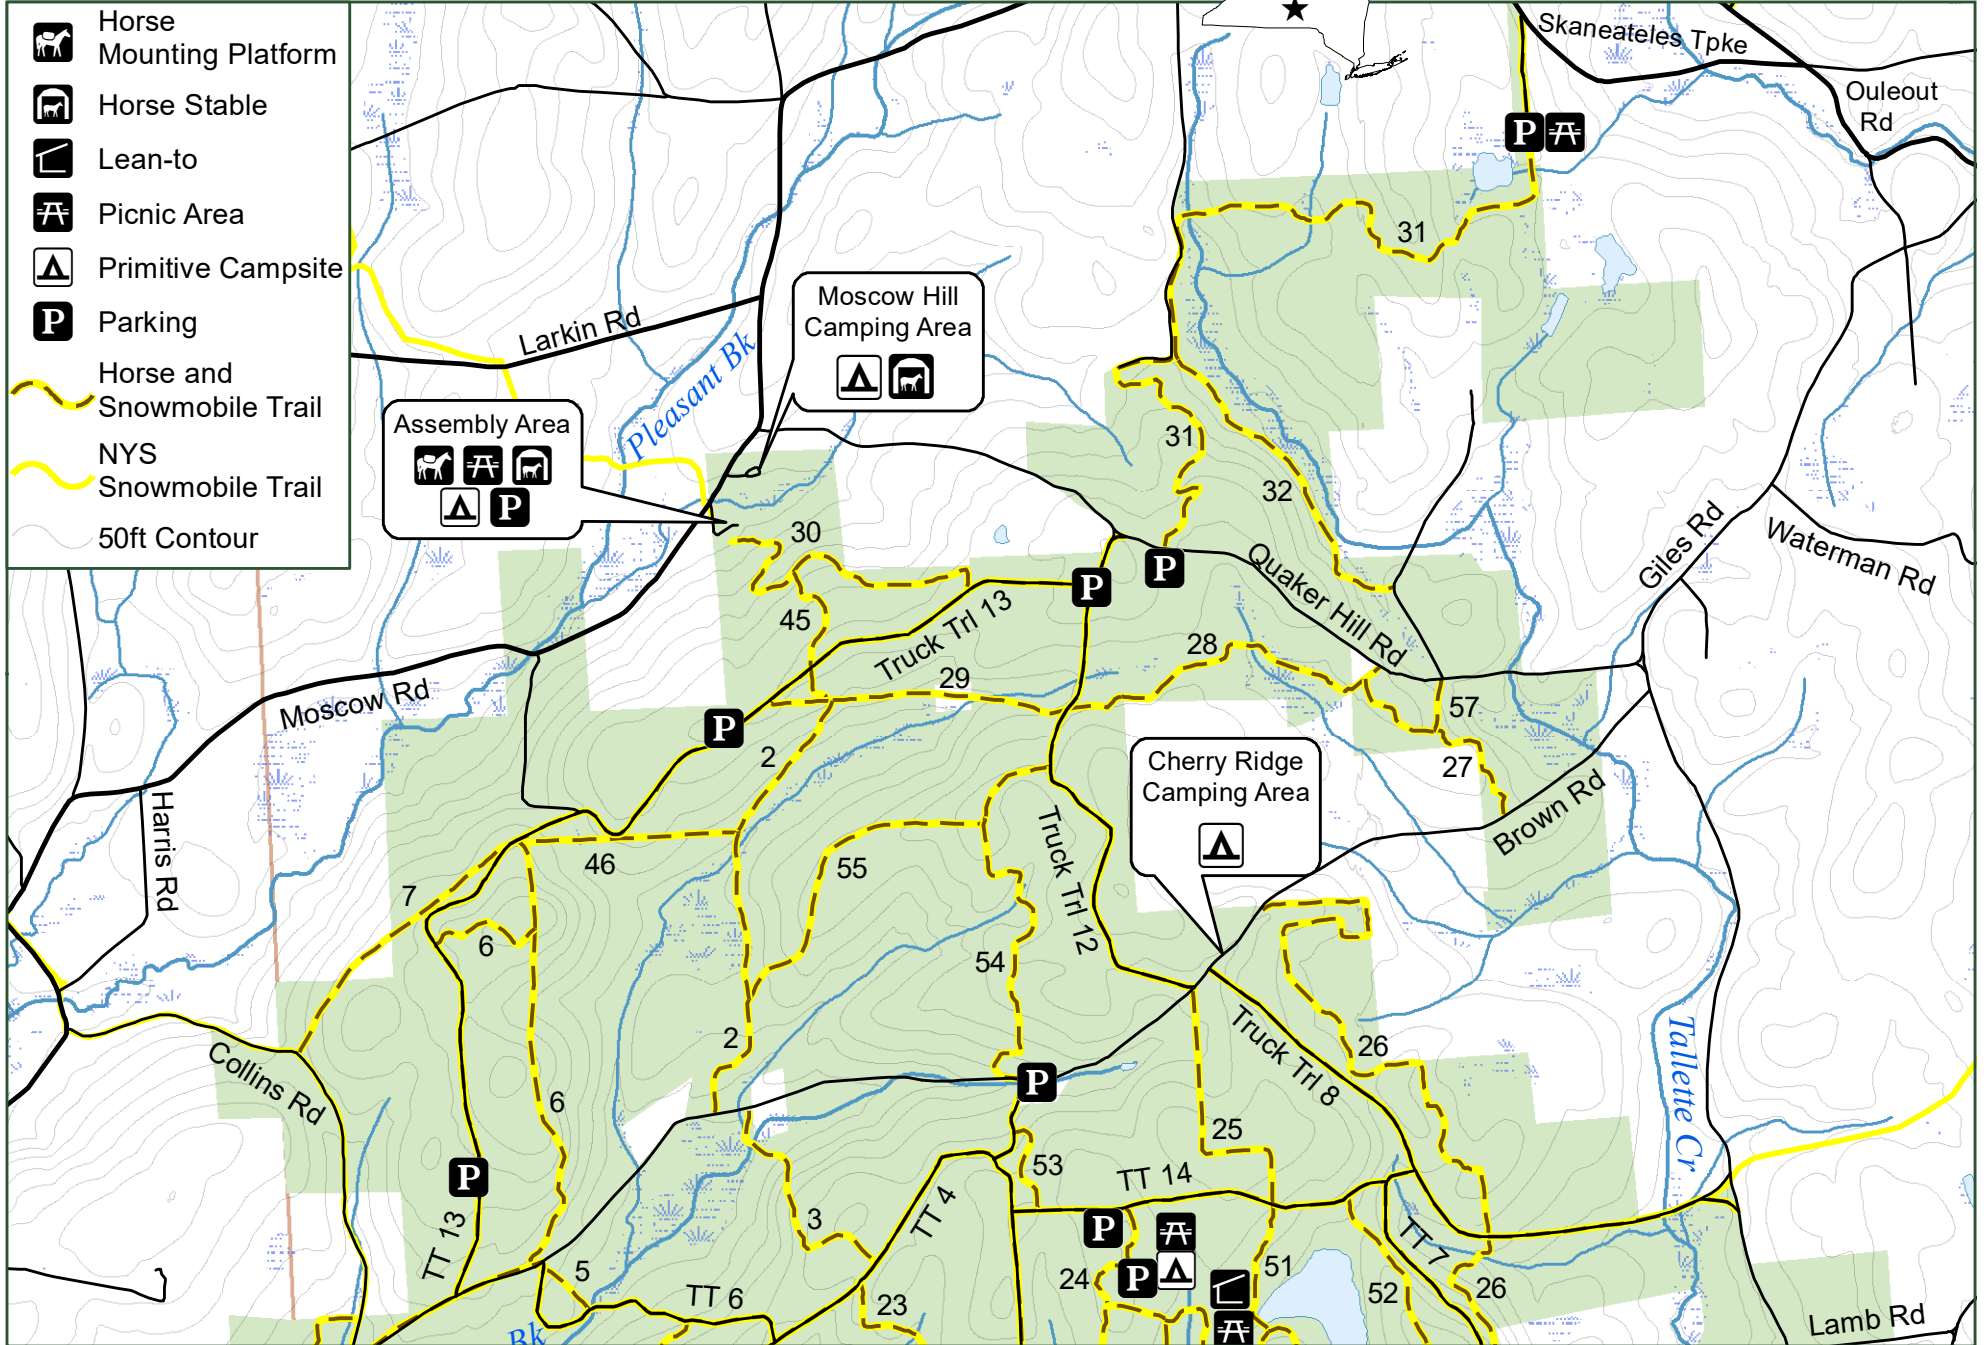 Horse
Mounting Platform
Horse Stable
Lean-to
Picnic Area
Primitive Campsite
P Parking
Horse and
Snowmobile Trail
NYS
Snowmobile Trail
50ft Contour
Skaneateles Tpke
Ouleout
Rd
P
31
Larkin Rd
Pleasant Bk
Moscow Hill
Camping Area
Assembly Area
P
31
32
30
P
P
Quaker Hill Rd
Giles Rd
Waterman Rd
45
Truck Trl 13
28
29
57
Moscow Rd
P
2
27
Cherry Ridge
Camping Area
Brown Rd
Harris Rd
46
55
Truck Trl 12
7
6
54
2
26
Truck Trl 8
Collins Rd
P
6
25
Tallette Cr
53
TT 14
P
TT 13
3
TT 4
P
TT 7
5
24
P
51
52
26
TT 6
23
Lamb Rd
Bk